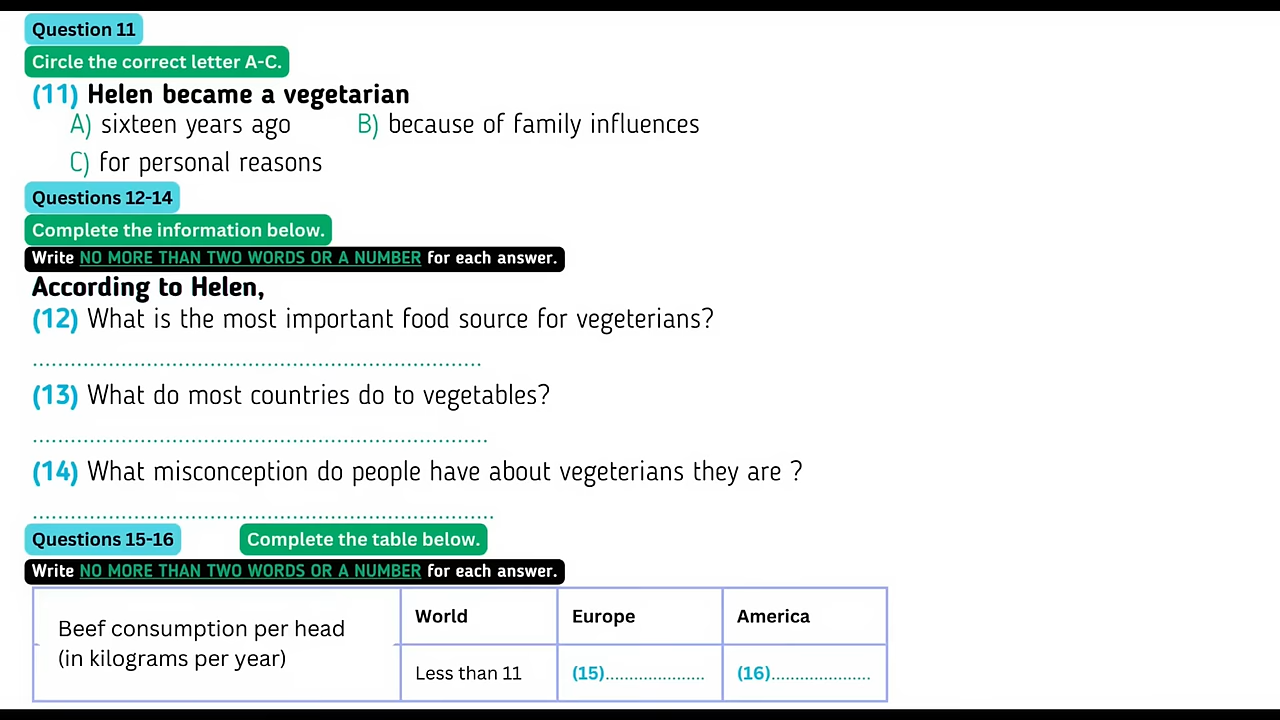 Question 11
Circle the correct letter A-C.
(11) Helen became a vegetarian
A) sixteen years ago B) because of family influences
C) for personal reasons
Questions 12-14
Complete the information below.
Write NO MORE THAN TWO WORDS OR A NUMBER for each answer.
According to Helen,
(12) What is the most important food source for vegeterians?
......................................................................
(13) What do most countries do to vegetables?
.......................................................................
(14) What misconception do people have about vegeterians they are ?
........................................................................
Questions 15-16 Complete the table below.
Write NO MORE THAN TWO WORDS OR A NUMBER for each answer.
World Europe America
Beef consumption per head
(in kilograms per year)
Less than 11 (15)..................... (16).....................